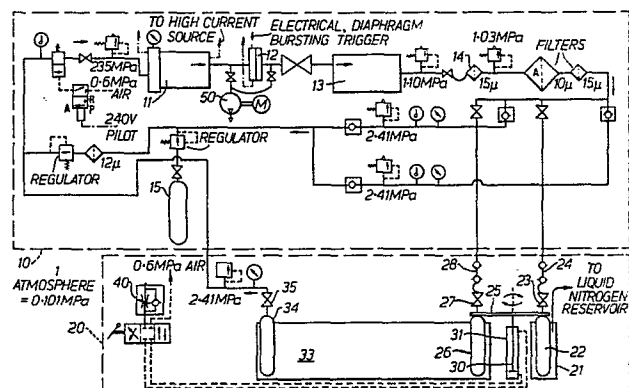 TO HIGH CURRENT
SOURCE
ELECTRICAL, DIAPHRAGM
BURSTING TRIGGER
235MPa
0.6MPa
AIR
A
R
P
240V
PILOT
11
12
50
M
13
1.10MPa
14
15μ
1.03MPa
FILTERS
A
10μ
15μ
REGULATOR
12μ
REGULATOR
15
2.41MPa
2.41MPa
10
1
ATMOSPHERE
= 0.101MPa
0.6MPa AIR
40
20
2.41MPa
35
34
33
28
27
25
26
31
30
24
23
22
21
TO
LIQUID
NITROGEN
RESERVOIR